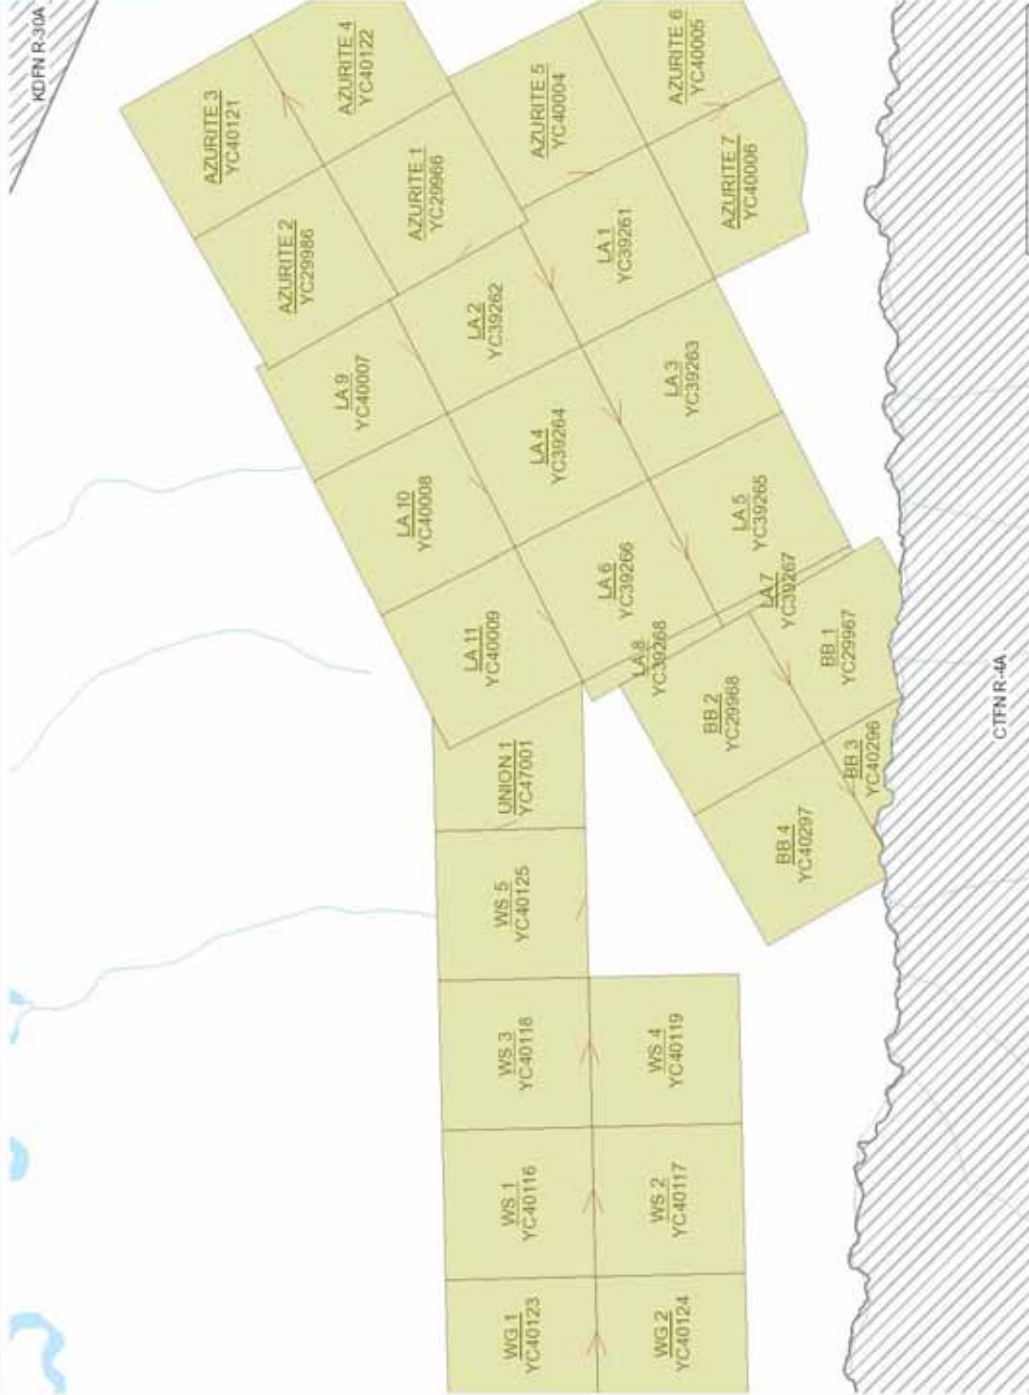 KDFN R-30A
AZURITE 3
YC40121
AZURITE 4
YC40122
AZURITE 2
YC29986
AZURITE 1
YC29966
AZURITE 5
YC40004
AZURITE 6
YC40005
AZURITE 7
YC40006
LA 9
YC40007
LA 2
YC39262
LA 1
YC39261
LA 10
YC40008
LA 4
YC39264
LA 3
YC39263
LA 11
YC40009
LA 6
YC39266
LA 5
YC39265
LA 8
YC39268
LA 7
YC39267
BB 2
YC29968
BB 1
YC29967
BB 4
YC40297
BB 3
YC40296
UNION 1
YC47001
WS 5
YC40125
WS 3
YC40118
WS 4
YC40119
WS 1
YC40116
WS 2
YC40117
WG 1
YC40123
WG 2
YC40124
CTFN R-4A